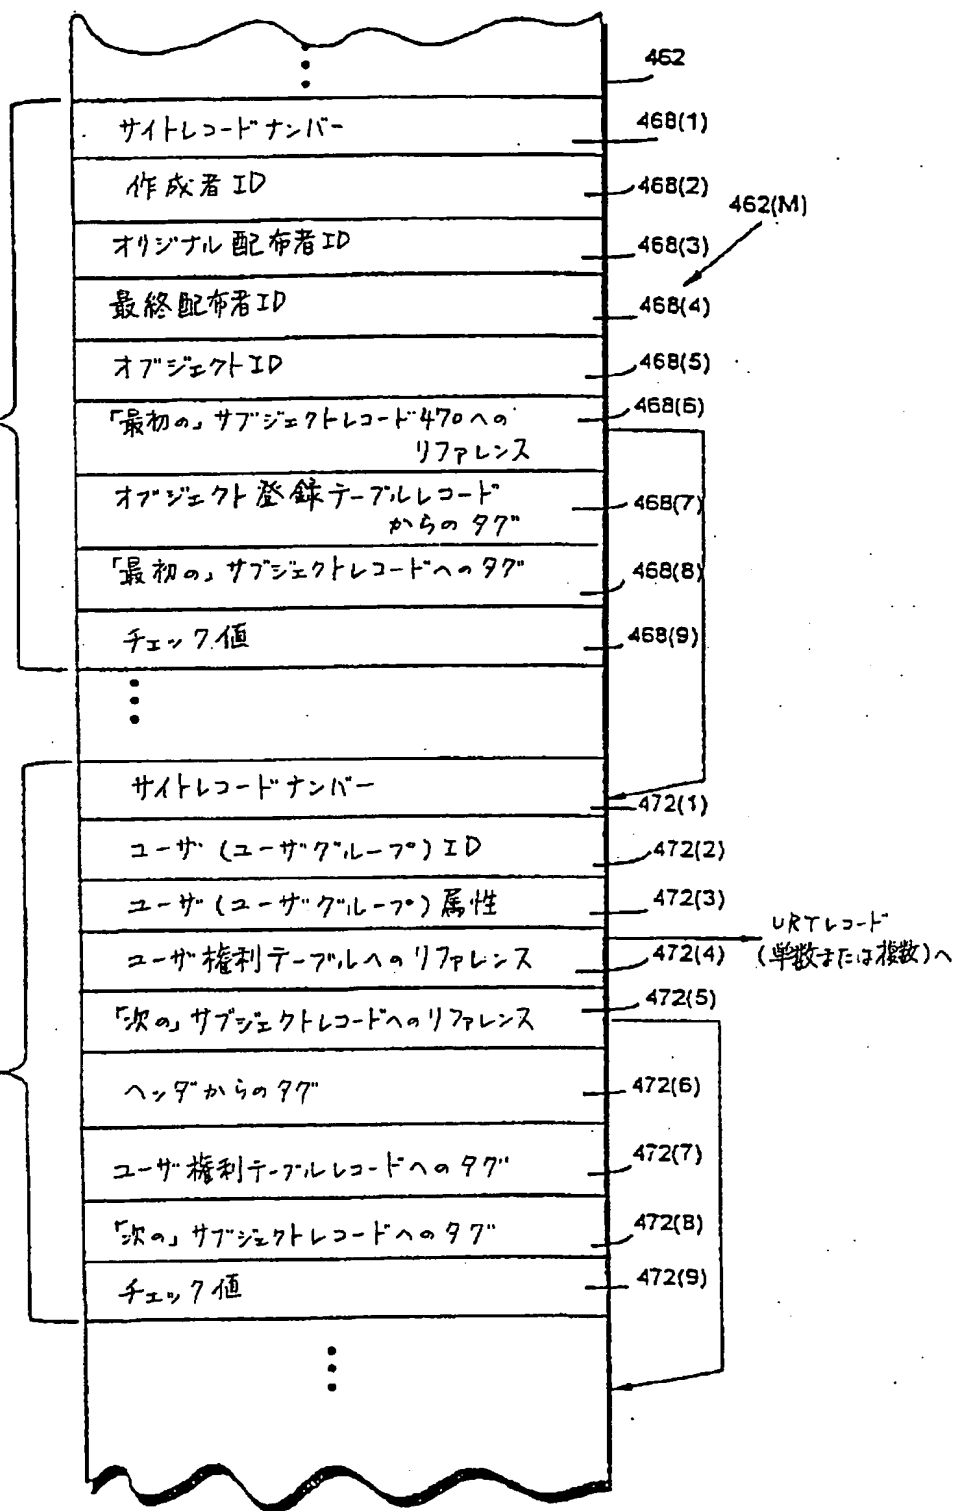 462
サイトレコードナンバー
468(1)
作成者ID
468(2)
462(M)
オリジナル配布者ID
468(3)
最終配布者ID
468(4)
オブジェクトID
468(5)
「最初の」サブジェクトレコード470への
リファレンス
468(6)
オブジェクト登録テーブルレコード
からのタグ
468(7)
「最初の」サブジェクトレコードへのタグ
468(8)
チェック値
468(9)
サイトレコードナンバー
472(1)
ユーザ(ユーザグループ)ID
472(2)
ユーザ(ユーザグループ)属性
472(3)
URTレコード
(単数または複数)へ
ユーザ権利テーブルへのリファレンス
472(4)
「次の」サブジェクトレコードへのリファレンス
472(5)
ヘッダからのタグ
472(6)
ユーザ権利テーブルレコードへのタグ
472(7)
「次の」サブジェクトレコードへのタグ
472(8)
チェック値
472(9)